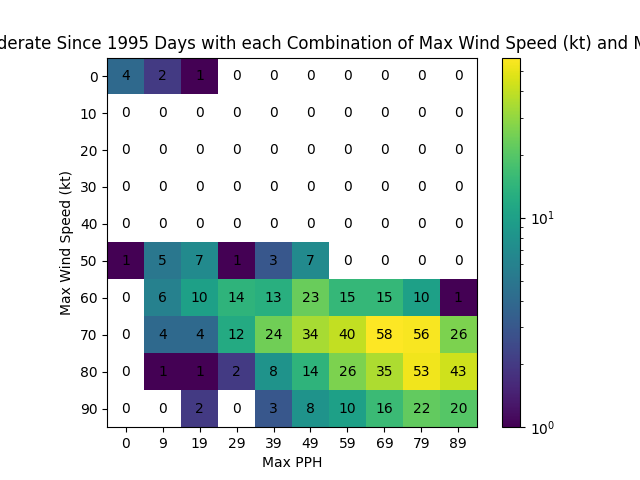 Since 1995 Days with each Combination of Max Wind Speed (kt) and
0 4 2 1 0 0 0 0 0 0 0
10 0 0 0 0 0 0 0 0 0 0
20 0 0 0 0 0 0 0 0 0 0
30 0 0 0 0 0 0 0 0 0 0
40 0 0 0 0 0 0 0 0 0 0
50 1 5 7 1 3 7 0 0 0 0
60 0 6 10 14 13 23 15 15 10 1
70 0 4 4 12 24 34 40 58 56 26
80 0 1 1 2 8 14 26 35 53 43
90 0 0 2 0 3 8 10 16 22 20
0 9 19 29 39 49 59 69 79 89
Max PPH
Max Wind Speed (kt)
10¹
10⁰